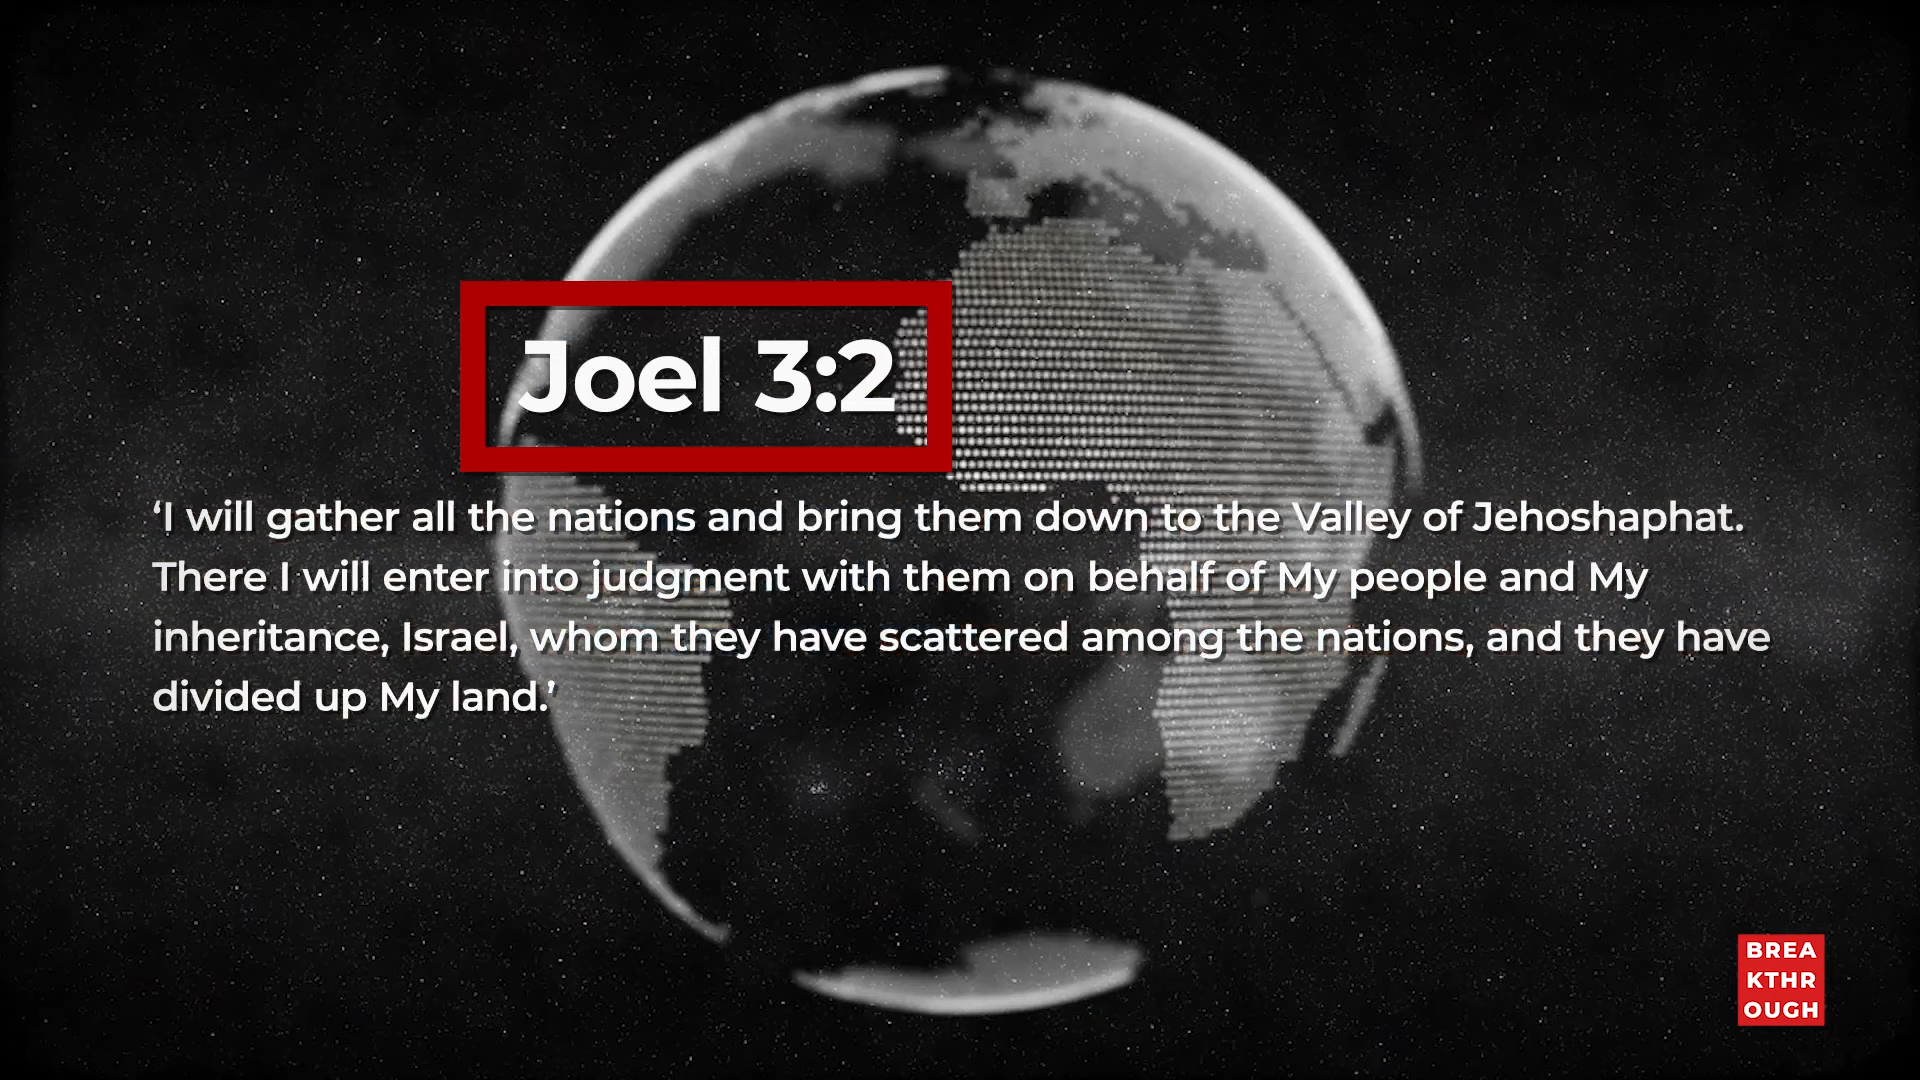 Joel 3:2
‘I will gather all the nations and bring them down to the Valley of Jehoshaphat.
There I will enter into judgment with them on behalf of My people and My
inheritance, Israel, whom they have scattered among the nations, and they have
divided up My land.’
BREA
KTHR
OUGH